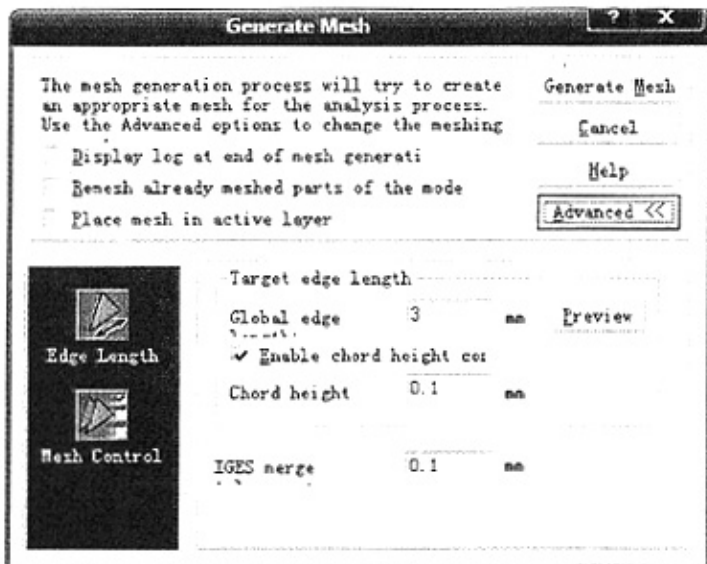 Generate Mesh
? X
The mesh generation process will try to create
an appropriate mesh for the analysis process.
Use the Advanced options to change the meshing
Display log at end of mesh generati
Remesh already meshed parts of the mode
Place mesh in active layer
Generate Mesh
Cancel
Help
Advanced <<
Edge Length
Mesh Control
Target edge length
Global edge
3 mm
Preview
Enable chord height cor
Chord height 0.1 mm
IGES merge
0.1 mm